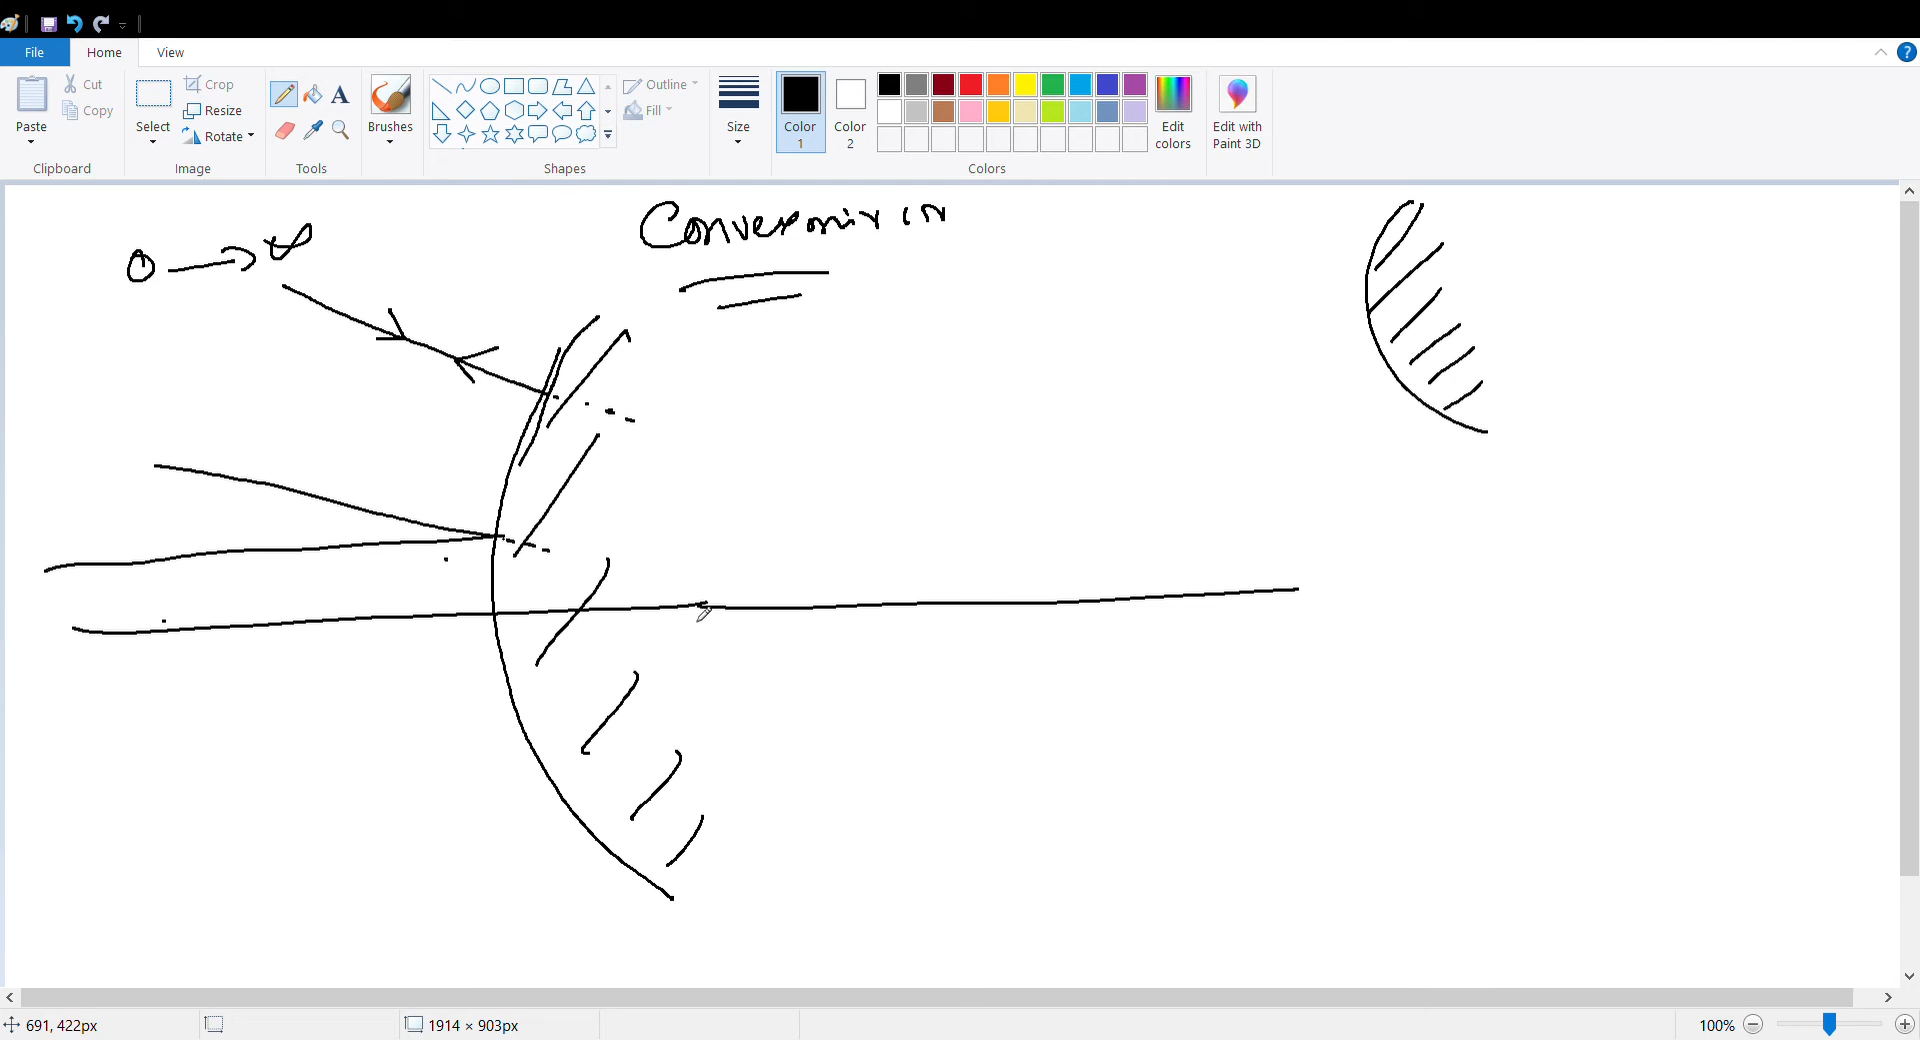 File Home View
Paste
Cut
Copy
Clipboard
Select
Crop
Resize
Rotate
Image
A
Tools
Brushes
Shapes
Outline
Fill
Size
Color 1
Color 2
Colors
Edit colors
Edit with Paint 3D
?
O
691, 422px
1914 × 903px
100%